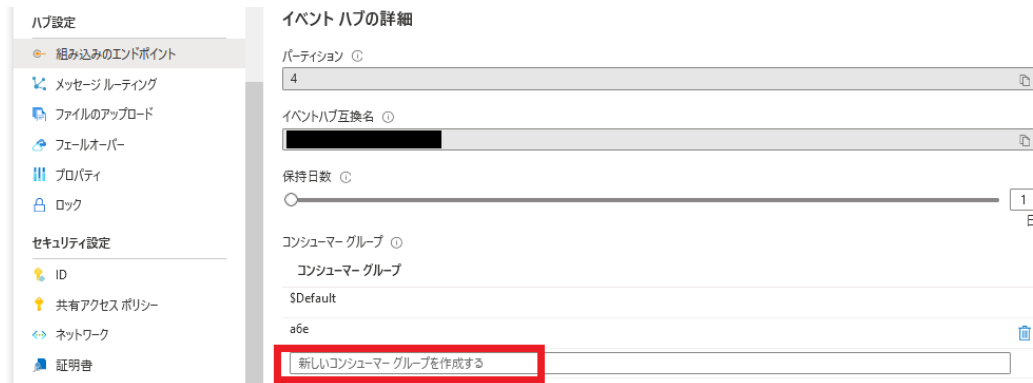 ハブ設定
組み込みのエンドポイント
メッセージ ルーティング
ファイルのアップロード
フェールオーバー
プロパティ
ロック
セキュリティ設定
ID
共有アクセス ポリシー
ネットワーク
証明書
イベント ハブの詳細
パーティション
4
イベントハブ互換名
保持日数
1
日
コンシューマー グループ
コンシューマー グループ
$Default
a6e
新しいコンシューマー グループを作成する